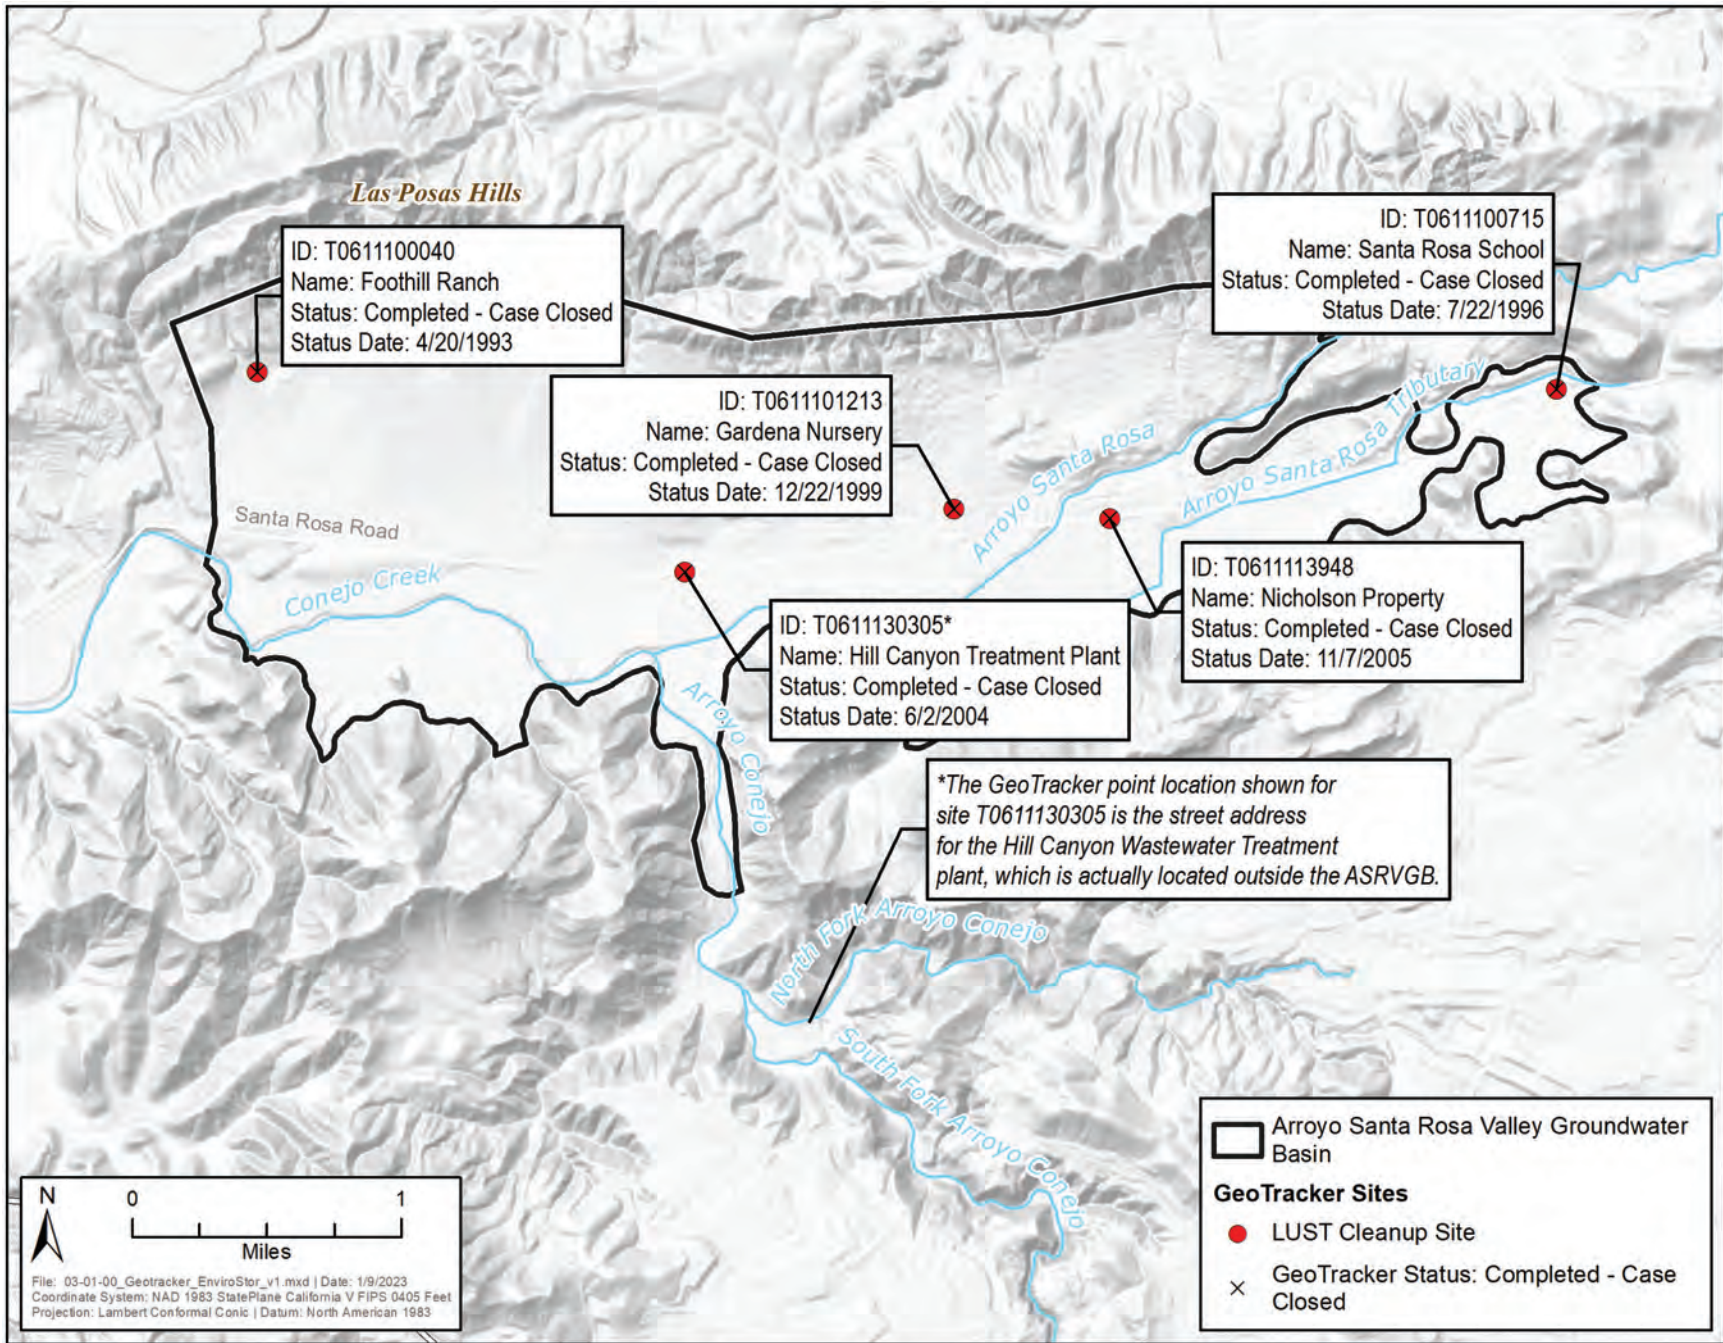 Las Posas Hills
ID: T0611100040
Name: Foothill Ranch
Status: Completed - Case Closed
Status Date: 4/20/1993
ID: T0611100715
Name: Santa Rosa School
Status: Completed - Case Closed
Status Date: 7/22/1996
ID: T0611101213
Name: Gardena Nursery
Status: Completed - Case Closed
Status Date: 12/22/1999
Arroyo Santa Rosa
Arroyo Santa Rosa Tributary
Santa Rosa Road
Conejo Creek
ID: T0611113948
Name: Nicholson Property
Status: Completed - Case Closed
Status Date: 11/7/2005
ID: T0611130305*
Name: Hill Canyon Treatment Plant
Status: Completed - Case Closed
Status Date: 6/2/2004
Arroyo Conejo
*The GeoTracker point location shown for
site T0611130305 is the street address
for the Hill Canyon Wastewater Treatment
plant, which is actually located outside the ASRVGB.
North Fork Arroyo Conejo
South Fork Arroyo Conejo
Arroyo Santa Rosa Valley Groundwater
Basin
GeoTracker Sites
LUST Cleanup Site
GeoTracker Status: Completed - Case
Closed
N
0 1
Miles
File: 03-01-00_Geotracker_EnviroStor_v1.mxd | Date: 1/9/2023
Coordinate System: NAD 1983 StatePlane California V FIPS 0405 Feet
Projection: Lambert Conformal Conic | Datum: North American 1983